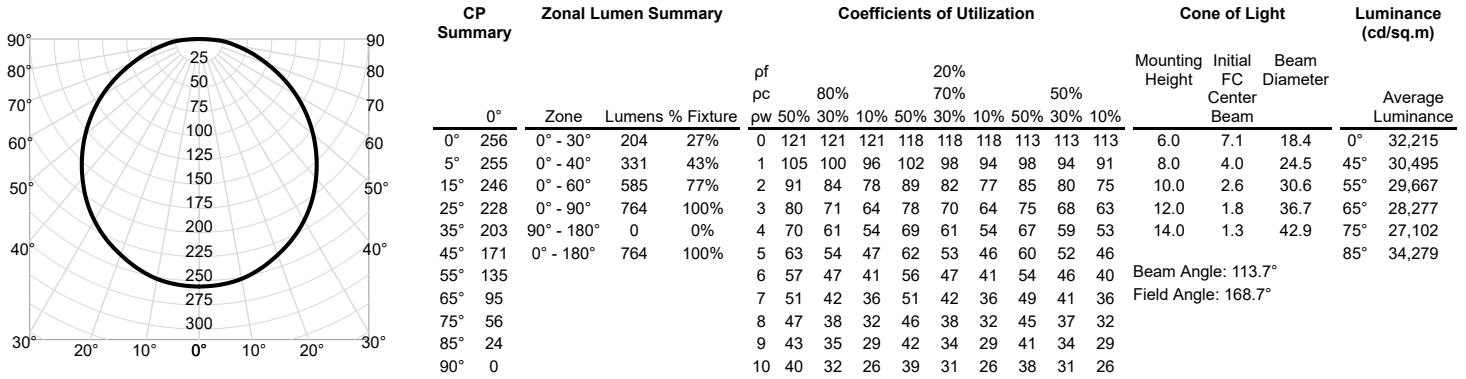 90° 90
80° 80
70° 70
60° 60
50° 50°
40° 40°
30° 30°
20° 10° 0° 10° 20°
25
50
75
100
125
150
175
200
225
250
275
300
CP Summary
0°
0° 256
5° 255
15° 246
25° 228
35° 203
45° 171
55° 135
65° 95
75° 56
85° 24
90° 0
Zonal Lumen Summary
Zone Lumens % Fixture
0° - 30° 204 27%
0° - 40° 331 43%
0° - 60° 585 77%
0° - 90° 764 100%
90° - 180° 0 0%
0° - 180° 764 100%
Coefficients of Utilization
ρf 20%
ρc 80% 70% 50%
ρw 50% 30% 10% 50% 30% 10% 50% 30% 10%
0 121 121 121 118 118 118 113 113 113
1 105 100 96 102 98 94 98 94 91
2 91 84 78 89 82 77 85 80 75
3 80 71 64 78 70 64 75 68 63
4 70 61 54 69 61 54 67 59 53
5 63 54 47 62 53 46 60 52 46
6 57 47 41 56 47 41 54 46 40
7 51 42 36 51 42 36 49 41 36
8 47 38 32 46 38 32 45 37 32
9 43 35 29 42 34 29 41 34 29
10 40 32 26 39 31 26 38 31 26
Cone of Light
Mounting Height Initial FC Center Beam Beam Diameter
6.0 7.1 18.4
8.0 4.0 24.5
10.0 2.6 30.6
12.0 1.8 36.7
14.0 1.3 42.9
Beam Angle: 113.7°
Field Angle: 168.7°
Luminance
(cd/sq.m)
Average
Luminance
0° 32,215
45° 30,495
55° 29,667
65° 28,277
75° 27,102
85° 34,279